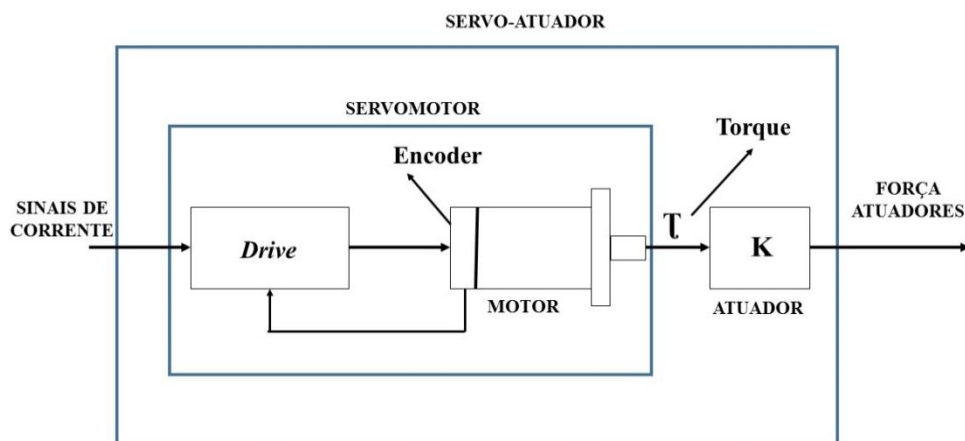 SERVO-ATUADOR
SERVOMOTOR
Torque
Encoder
SINAIS DE
CORRENTE
FORÇA
ATUADORES
Drive
Ʈ
K
MOTOR
ATUADOR